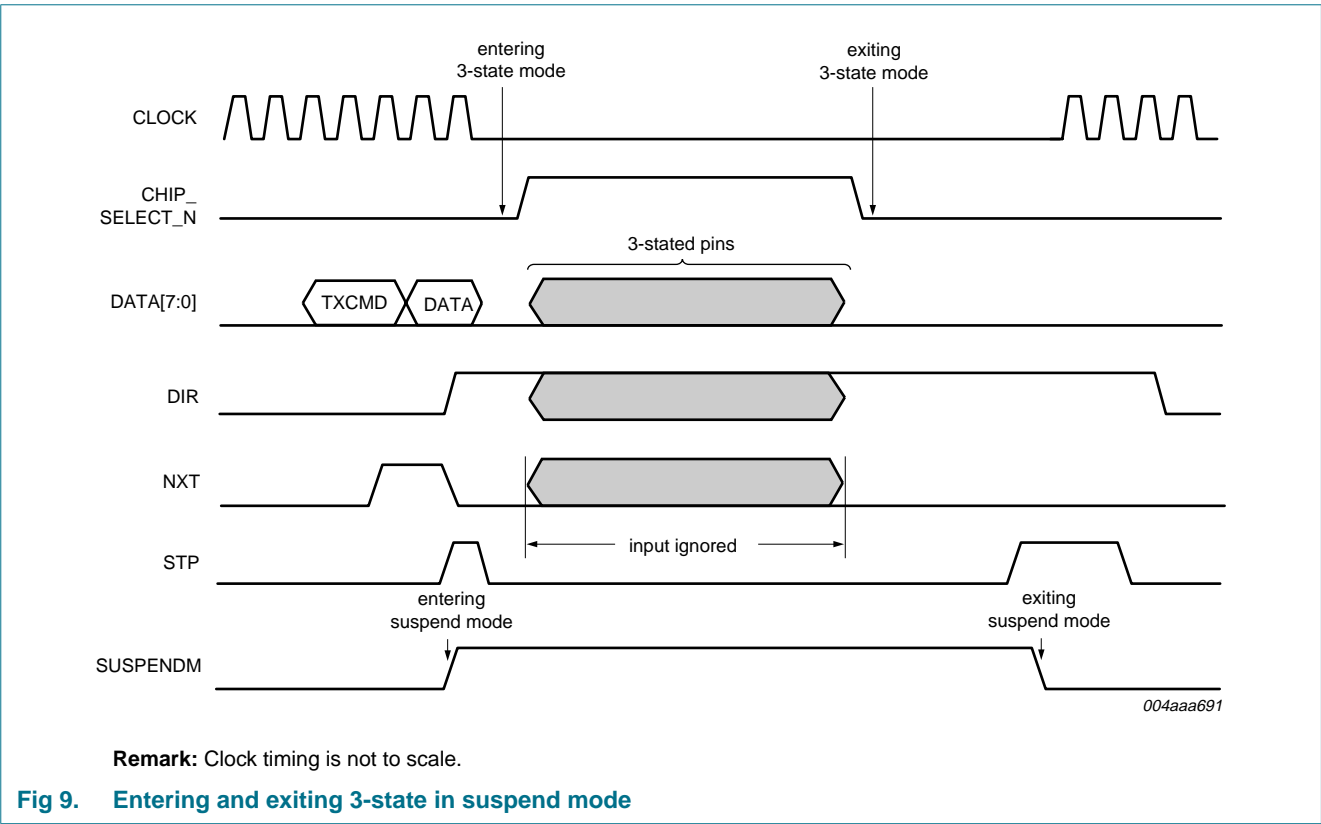 entering
3-state mode
exiting
3-state mode
CLOCK
CHIP_
SELECT_N
3-stated pins
DATA[7:0]
TXCMD
DATA
DIR
NXT
input ignored
STP
entering
suspend mode
exiting
suspend mode
SUSPENDM
004aaa691
Remark: Clock timing is not to scale.
Fig 9. Entering and exiting 3-state in suspend mode